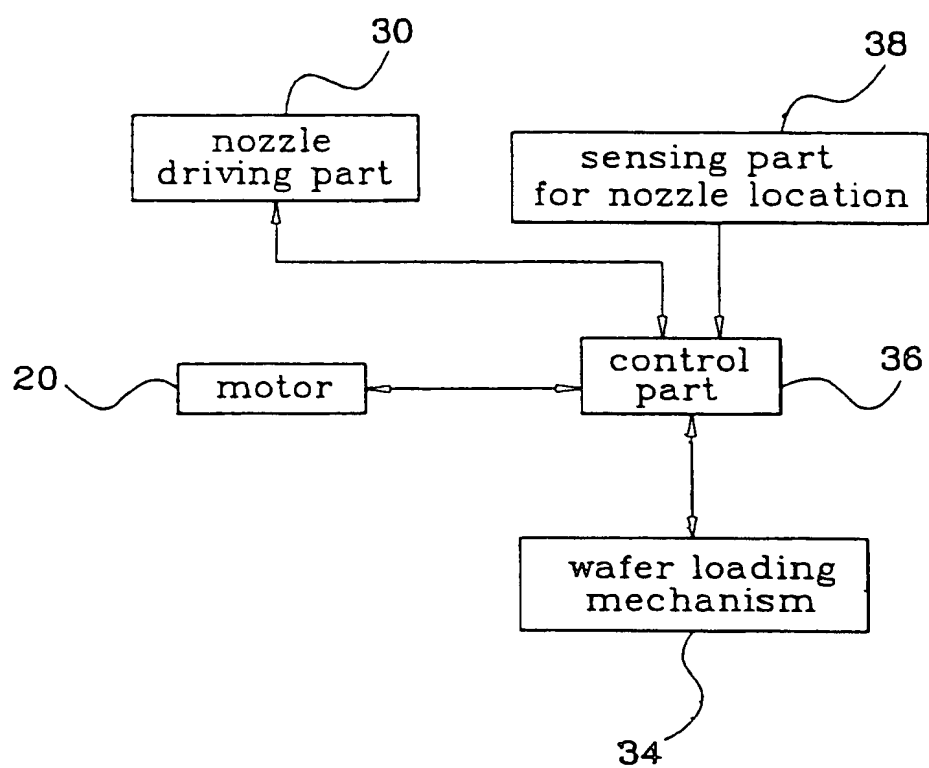 30
38
nozzle
driving part
sensing part
for nozzle location
20
motor
control
part
36
wafer loading
mechanism
34